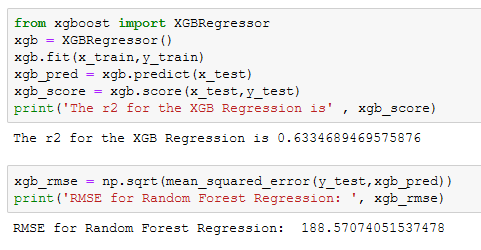 from xgboost import XGBRegressor
xgb = XGBRegressor()
xgb.fit(x_train,y_train)
xgb_pred = xgb.predict(x_test)
xgb_score = xgb.score(x_test,y_test)
print('The r2 for the XGB Regression is' , xgb_score)
The r2 for the XGB Regression is 0.6334689469575876
xgb_rmse = np.sqrt(mean_squared_error(y_test,xgb_pred))
print('RMSE for Random Forest Regression: ', xgb_rmse)
RMSE for Random Forest Regression:  188.57074051537478